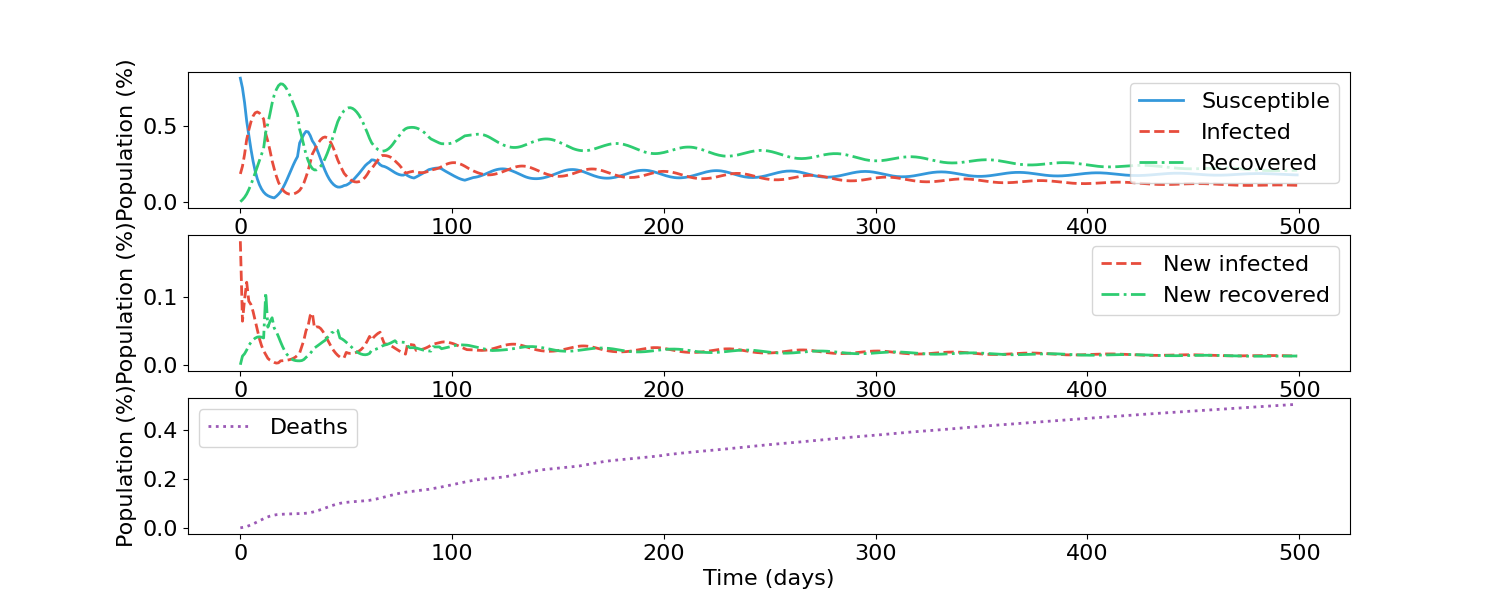 Population (%)
0.5
0.0
Susceptible
Infected
Recovered
0 100 200 300 400 500
Population (%)
0.1
0.0
New infected
New recovered
0 100 200 300 400 500
Population (%)
0.4
0.2
0.0
Deaths
0 100 200 300 400 500
Time (days)